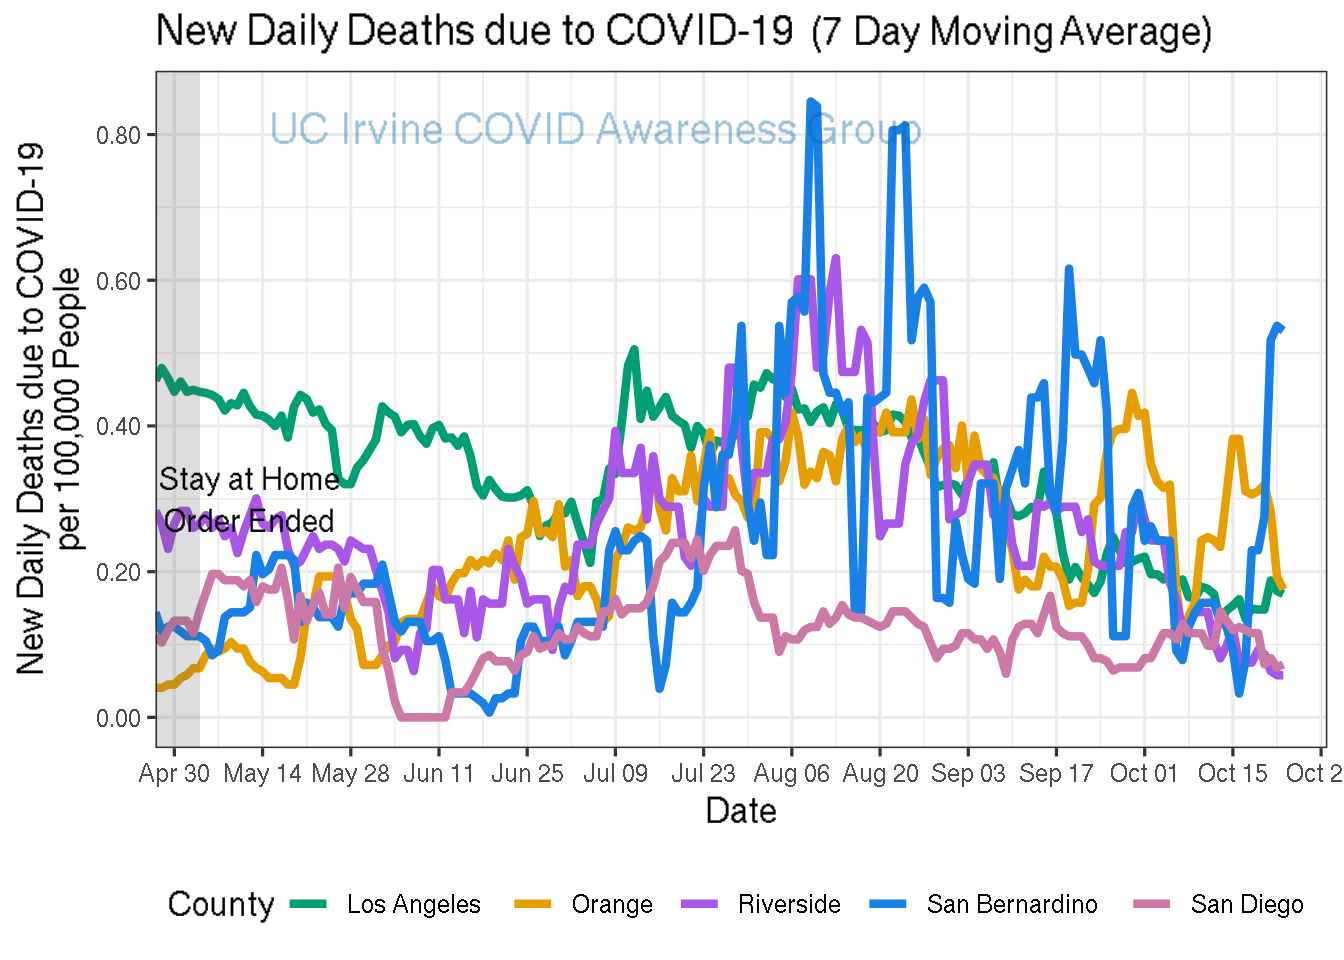 New Daily Deaths due to COVID-19 (7 Day Moving Average)
UC Irvine COVID Awareness Group
New Daily Deaths due to COVID-19
per 100,000 People
0.80
0.60
0.40
0.20
0.00
Stay at Home
Order Ended
Apr 30 May 14 May 28 Jun 11 Jun 25 Jul 09 Jul 23 Aug 06 Aug 20 Sep 03 Sep 17 Oct 01 Oct 15 Oct 2
Date
County Los Angeles Orange Riverside San Bernardino San Diego